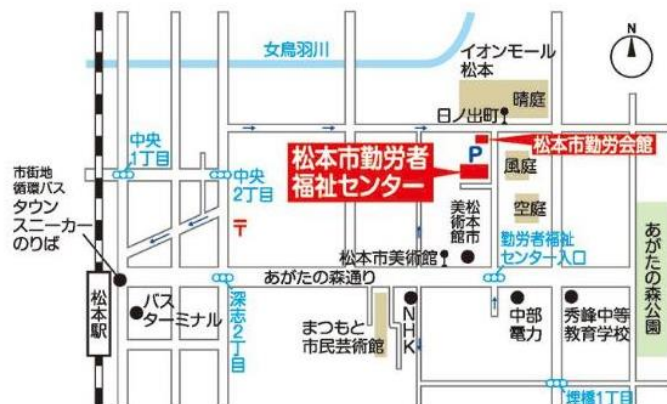 女鳥羽川
イオンモール
松本
晴庭
日ノ出町
N
中央
1丁目
中央
2丁目
松本市勤労者
福祉センター
P
松本市勤労会館
風庭
空庭
市街地
循環バス
タウン
スニーカー
のりば
〒
松本市
美術館
松本市美術館
勤労者福祉
センター入口
あがたの森公園
あがたの森通り
松本駅
バス
ターミナル
深志2丁目
まつもと
市民芸術館
NHK
中部
電力
秀峰中等
教育学校
埋橋1丁目